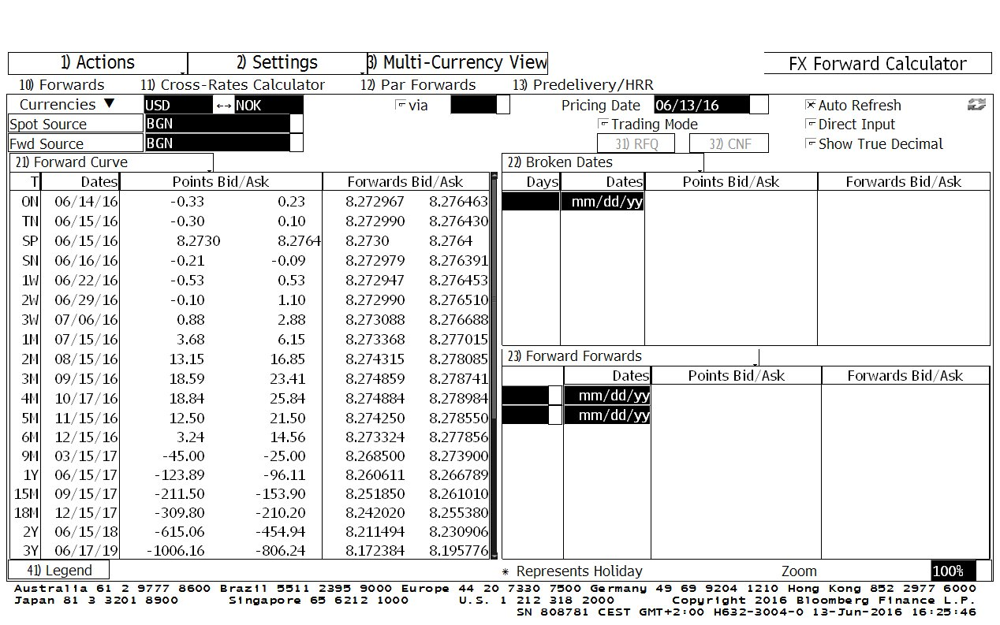 1) Actions 2) Settings 3) Multi-Currency View FX Forward Calculator
10) Forwards 11) Cross-Rates Calculator 12) Par Forwards 13) Predelivery/HRR
Currencies ▼ USD ↔ NOK via Pricing Date 06/13/16 Auto Refresh
Spot Source BGN Trading Mode Direct Input
Fwd Source BGN 31) RFQ 32) CNF Show True Decimal
21) Forward Curve
T Dates Points Bid/Ask Forwards Bid/Ask
ON 06/14/16 -0.33 0.23 8.272967 8.276463
TN 06/15/16 -0.30 0.10 8.272990 8.276430
SP 06/15/16 8.2730 8.2764 8.2730 8.2764
SN 06/16/16 -0.21 -0.09 8.272979 8.276391
1W 06/22/16 -0.53 0.53 8.272947 8.276453
2W 06/29/16 -0.10 1.10 8.272990 8.276510
3W 07/06/16 0.88 2.88 8.273088 8.276688
1M 07/15/16 3.68 6.15 8.273368 8.277015
2M 08/15/16 13.15 16.85 8.274315 8.278085
3M 09/15/16 18.59 23.41 8.274859 8.278741
4M 10/17/16 18.84 25.84 8.274884 8.278984
5M 11/15/16 12.50 21.50 8.274250 8.278550
6M 12/15/16 3.24 14.56 8.273324 8.277856
9M 03/15/17 -45.00 -25.00 8.268500 8.273900
1Y 06/15/17 -123.89 -96.11 8.260611 8.266789
15M 09/15/17 -211.50 -153.90 8.251850 8.261010
18M 12/15/17 -309.80 -210.20 8.242020 8.255380
2Y 06/15/18 -615.06 -454.94 8.211494 8.230906
3Y 06/17/19 -1006.16 -806.24 8.172384 8.195776
22) Broken Dates
Days Dates Points Bid/Ask Forwards Bid/Ask
mm/dd/yy
23) Forward Forwards
Dates Points Bid/Ask Forwards Bid/Ask
mm/dd/yy
mm/dd/yy
41) Legend * Represents Holiday Zoom 100%
Australia 61 2 9777 8600 Brazil 5511 2395 9000 Europe 44 20 7330 7500 Germany 49 69 9204 1210 Hong Kong 852 2977 6000
Japan 81 3 3201 8900 Singapore 65 6212 1000 U.S. 1 212 318 2000 Copyright 2016 Bloomberg Finance L.P.
SN 808781 CEST GMT+2:00 H632-3004-0 13-Jun-2016 16:25:46